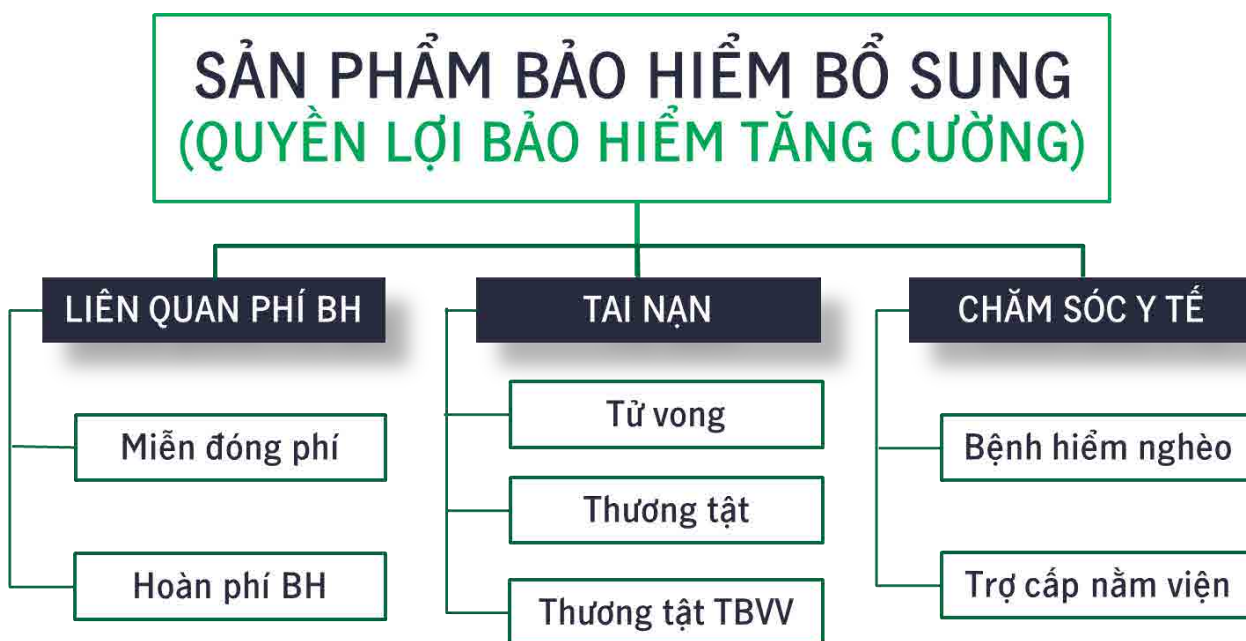 SẢN PHẨM BẢO HIỂM BỔ SUNG
(QUYỀN LỢI BẢO HIỂM TĂNG CƯỜNG)
LIÊN QUAN PHÍ BH
Miễn đóng phí
Hoàn phí BH
TAI NẠN
Tử vong
Thương tật
Thương tật TBVV
CHĂM SÓC Y TẾ
Bệnh hiểm nghèo
Trợ cấp nằm viện